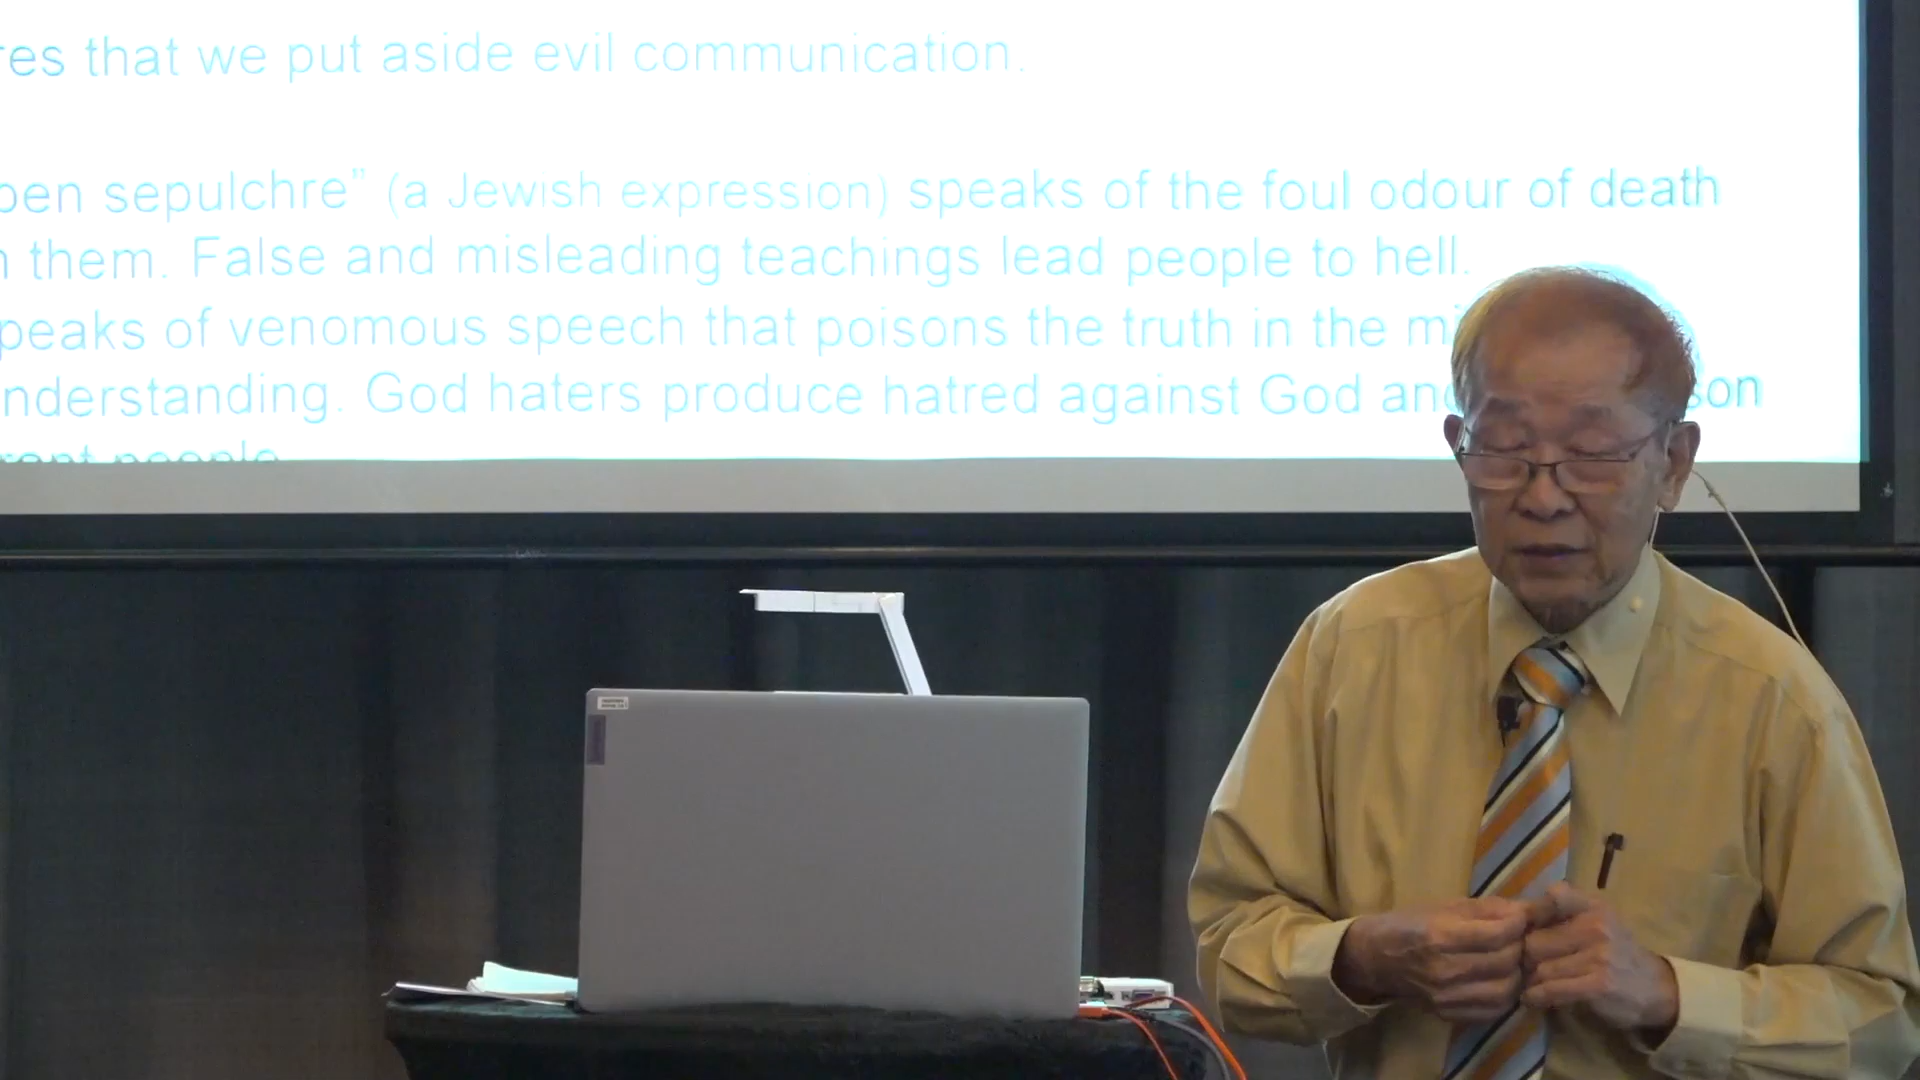 res that we put aside evil communication.
pen sepulchre” (a Jewish expression) speaks of the foul odour of death
them. False and misleading teachings lead people to hell.
peaks of venomous speech that poisons the truth in the mi
nderstanding. God haters produce hatred against God and son
people